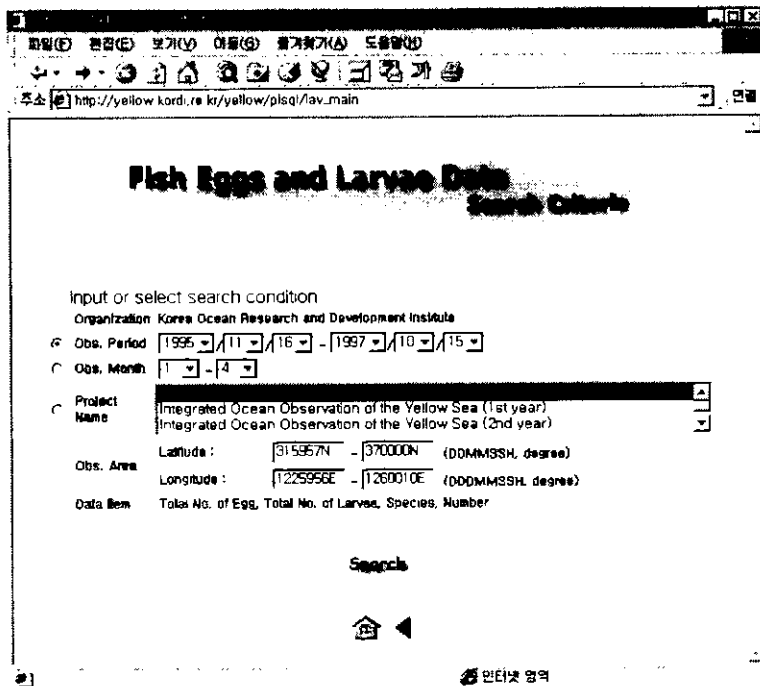 파일(F) 편집(E) 보기(V) 이동(G) 즐겨찾기(A) 도움말(H)
주소 http://yellow.kordi.re.kr/yellow/plsql/lav_main 연결
Fish Eggs and Larvae Data
Search Criteria
Input or select search condition
Organization Korea Ocean Research and Development Institute
Obs. Period 1995 / 11 / 16 - 1997 / 10 / 15
Obs. Month 1 - 4
Project Name
Integrated Ocean Observation of the Yellow Sea (1st year)
Integrated Ocean Observation of the Yellow Sea (2nd year)
Obs. Area
Latitude : 315957N - 370000N (DDMMSSH, degree)
Longitude : 1225956E - 1260010E (DDDMMSSH, degree)
Data Item Total No. of Egg, Total No. of Larvae, Species, Number
Search
인터넷 영역